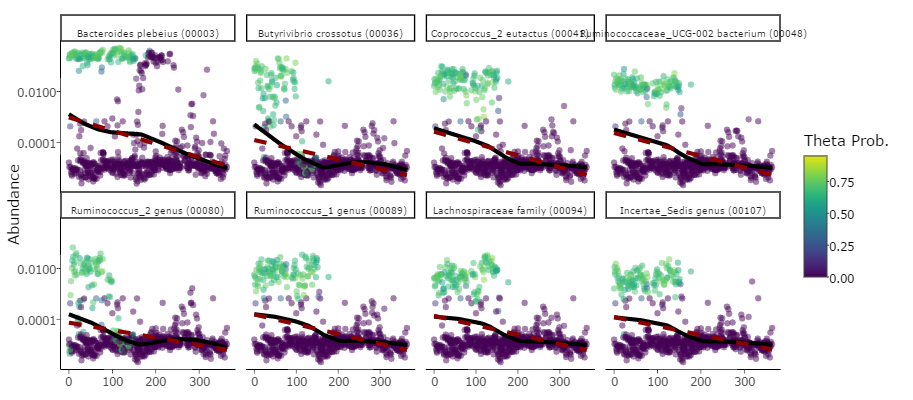 Bacteroides plebeius (00003)
Butyrivibrio crossotus (00036)
Coprococcus_2 eutactus (00041)
Ruminococcaceae_UCG-002 bacterium (00048)
0.0100
0.0001
Theta Prob.
0.75
0.50
0.25
0.00
Abundance
Ruminococcus_2 genus (00080)
Ruminococcus_1 genus (00089)
Lachnospiraceae family (00094)
Incertae_Sedis genus (00107)
0.0100
0.0001
0 100 200 300
0 100 200 300
0 100 200 300
0 100 200 300